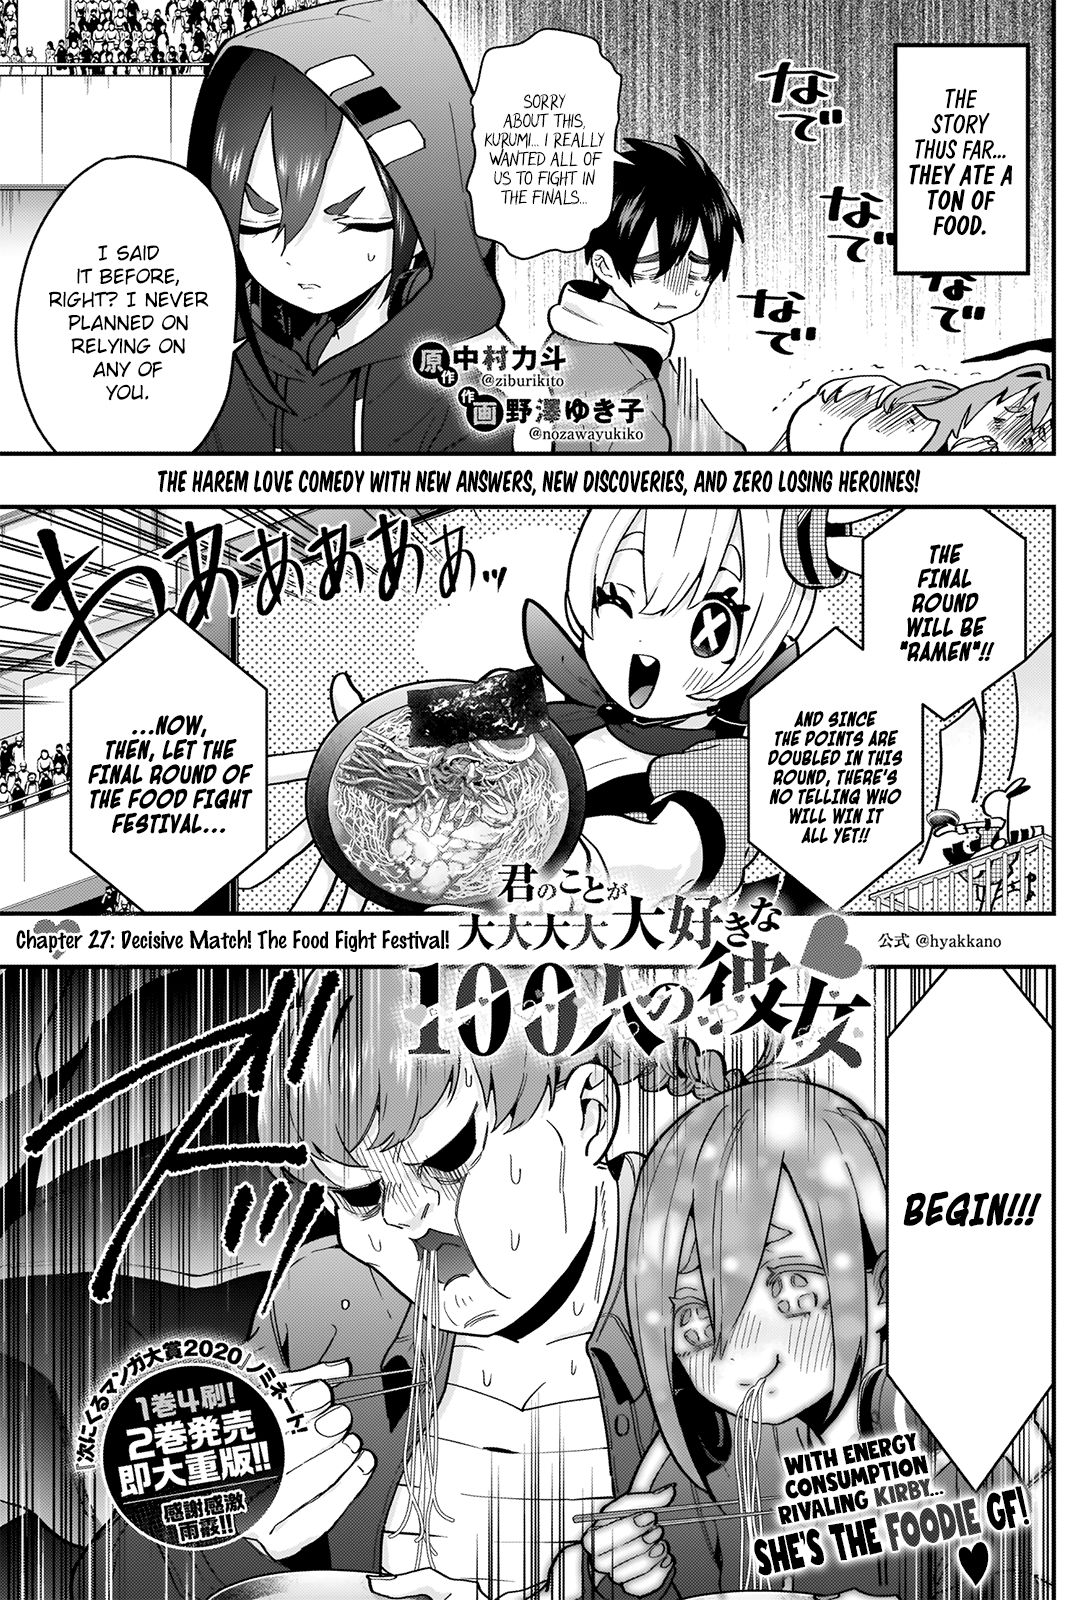 THE
STORY
THUS FAR...
THEY ATE A
TON OF
FOOD.
なで
なで
なで
なで
SORRY
ABOUT THIS,
KURUMI... I REALLY
WANTED ALL OF
US TO FIGHT IN
THE FINALS...
I SAID
IT BEFORE,
RIGHT? I NEVER
PLANNED ON
RELYING ON
ANY OF
YOU.
原作 中村力斗
@ziburikito
作画 野澤ゆき子
@nozawayukiko
THE HAREM LOVE COMEDY WITH NEW ANSWERS, NEW DISCOVERIES, AND ZERO LOSING HEROINES!
THE
FINAL
ROUND
WILL BE
"RAMEN"!!
AND SINCE
THE POINTS ARE
DOUBLED IN THIS
ROUND, THERE'S
NO TELLING WHO
WILL WIN IT
ALL YET!!
わあぁあぁあぁッ
...NOW,
THEN, LET THE
FINAL ROUND OF
THE FOOD FIGHT
FESTIVAL...
Chapter 27: Decisive Match! The Food Fight Festival!
君のことが
大大大大大好きな
100人の彼女
公式 @hyakkano
BEGIN!!!
ズズ
『次にくるマンガ大賞2020』ノミネート!
1巻4刷!
2巻発売
即大重版!!
感謝感激
雨霰!!
WITH ENERGY
CONSUMPTION
RIVALING KIRBY...
SHE'S THE FOODIE GF!